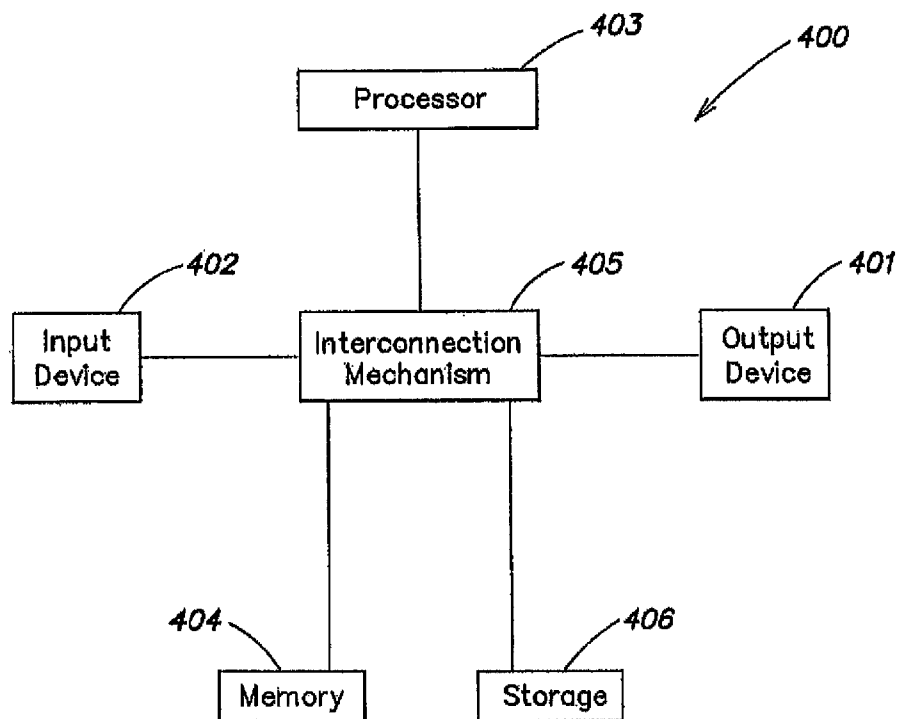 403
400
Processor
402
405
401
Input
Device
Interconnection
Mechanism
Output
Device
404
406
Memory
Storage